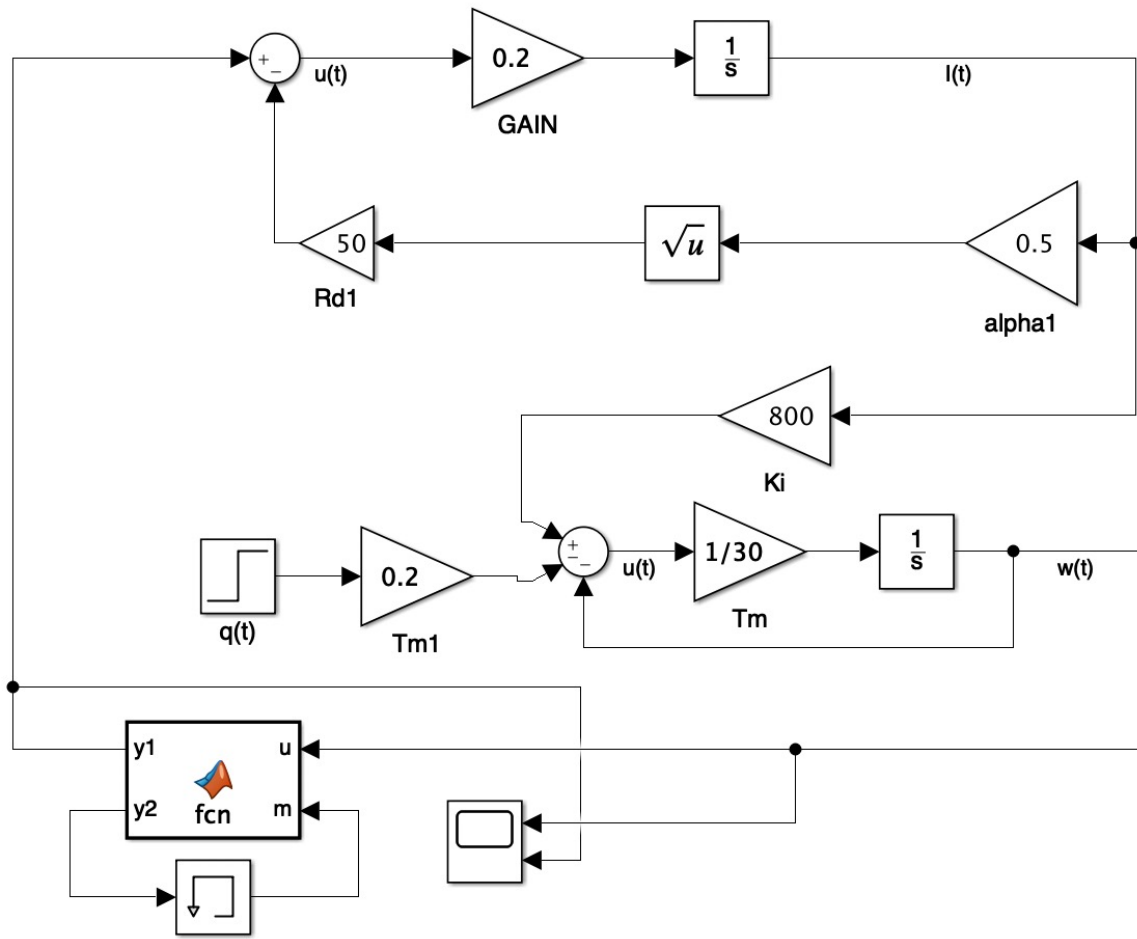 +
−
u(t)
0.2
GAIN
1
s
I(t)
50
Rd1
√u
0.5
alpha1
800
Ki
q(t)
0.2
Tm1
+
−
−
u(t)
1/30
Tm
1
s
w(t)
y1
u
y2
fcn
m